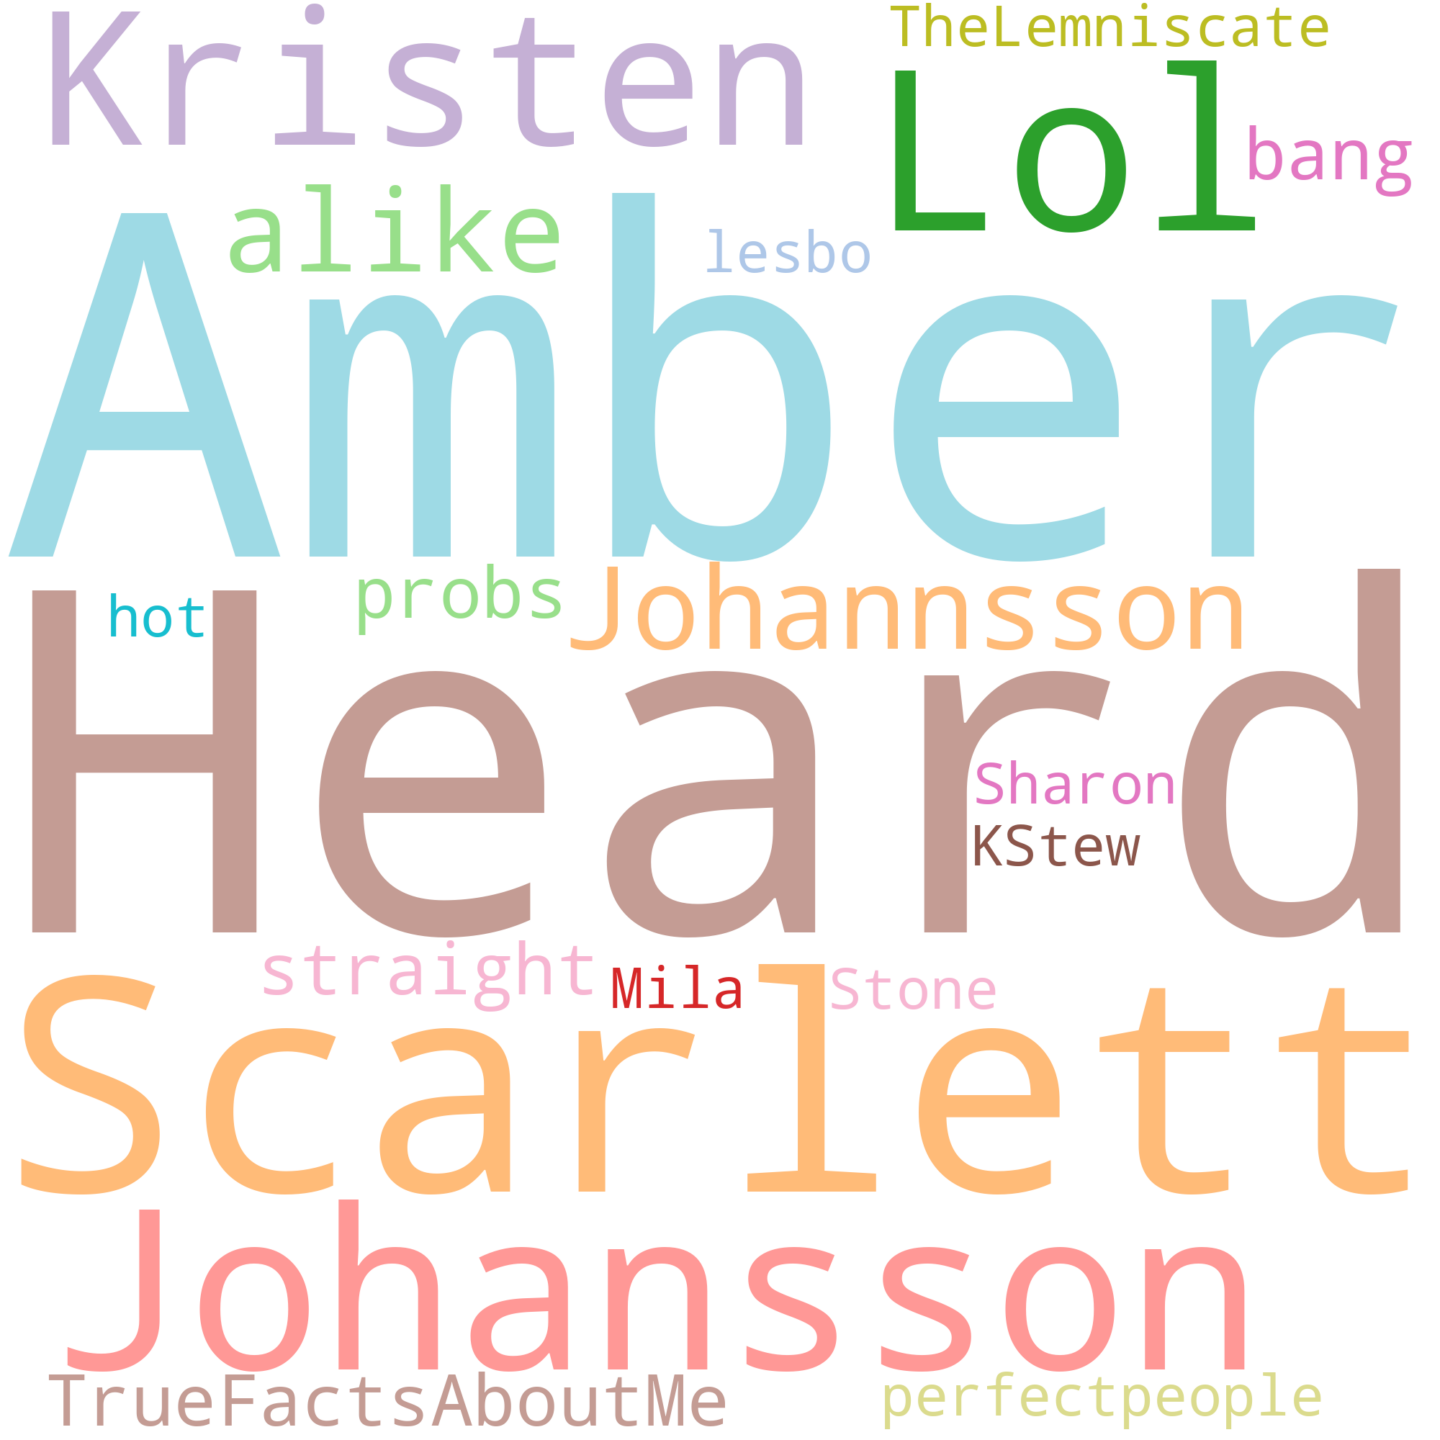 Kristen
TheLemniscate
Lol
bang
alike
lesbo
Amber
hot
probs
Johannsson
Heard
Sharon
KStew
straight
Mila
Stone
Scarlett
Johansson
TrueFactsAboutMe
perfectpeople